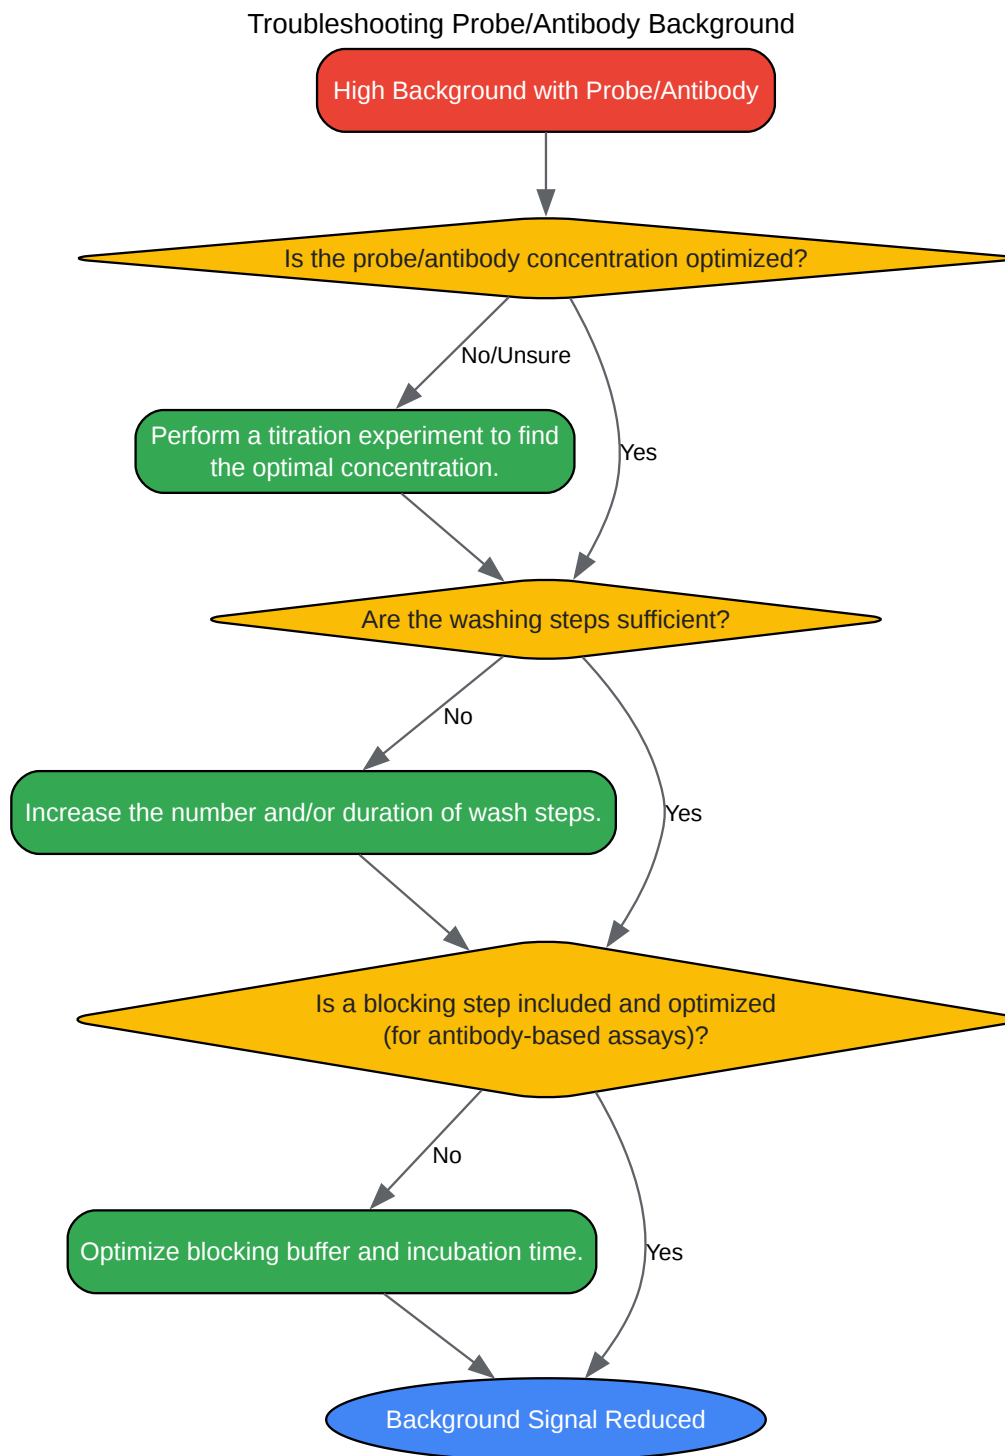 Troubleshooting Probe/Antibody Background
High Background with Probe/Antibody
Is the probe/antibody concentration optimized?
No/Unsure
Perform a titration experiment to find
the optimal concentration.
Yes
Are the washing steps sufficient?
No
Increase the number and/or duration of wash steps.
Yes
Is a blocking step included and optimized
(for antibody-based assays)?
No
Optimize blocking buffer and incubation time.
Yes
Background Signal Reduced